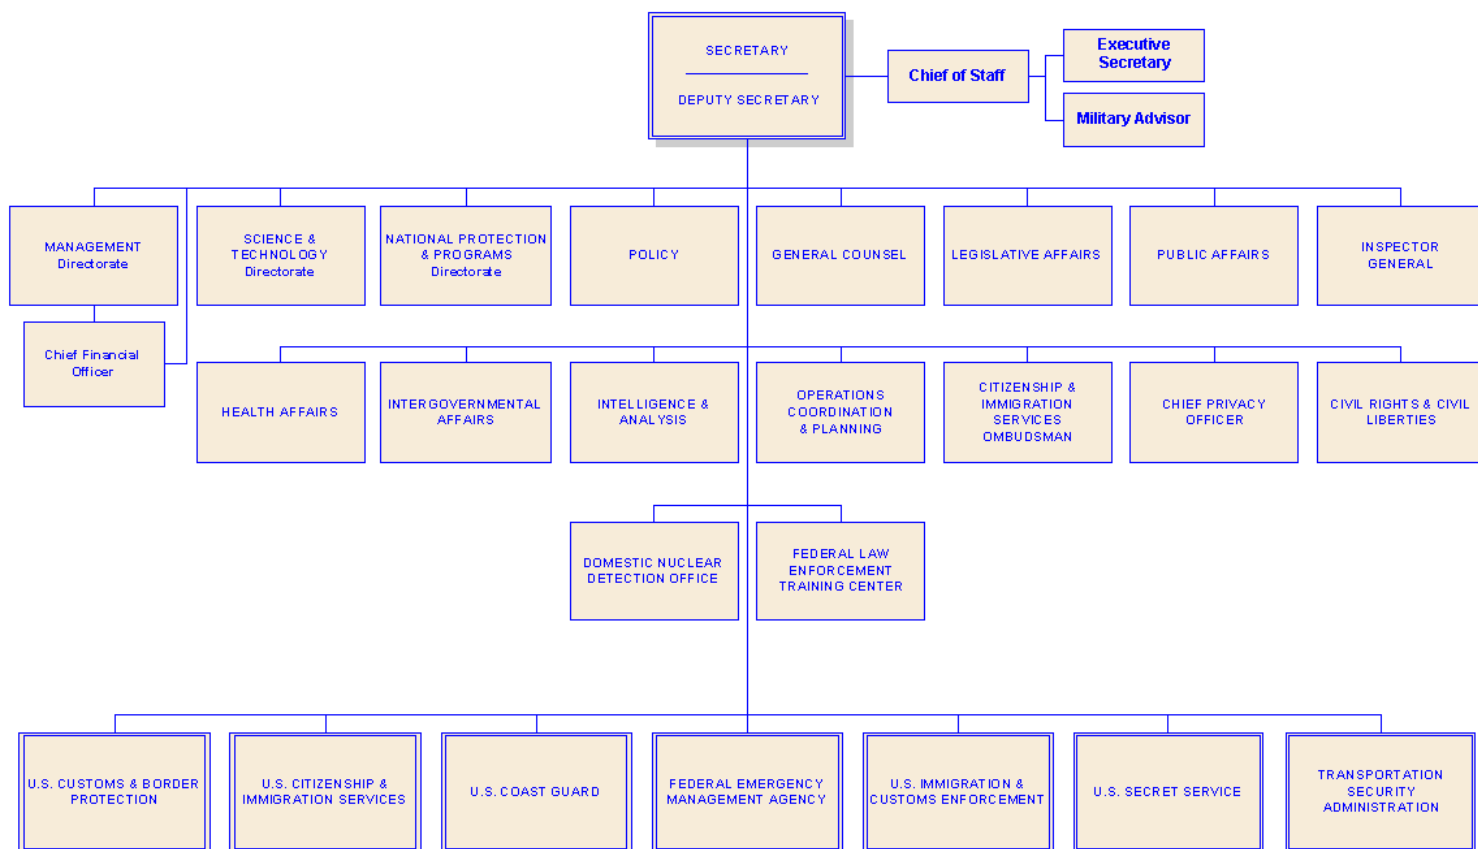 SECRETARY
DEPUTY SECRETARY
Chief of Staff
Executive
Secretary
Military Advisor
MANAGEMENT
Directorate
SCIENCE &
TECHNOLOGY
Directorate
NATIONAL PROTECTION
& PROGRAMS
Directorate
POLICY
GENERAL COUNSEL
LEGISLATIVE AFFAIRS
PUBLIC AFFAIRS
INSPECTOR
GENERAL
Chief Financial
Officer
HEALTH AFFAIRS
INTERGOVERNMENTAL
AFFAIRS
INTELLIGENCE &
ANALYSIS
OPERATIONS
COORDINATION
& PLANNING
CITIZENSHIP &
IMMIGRATION
SERVICES
OMBUDSMAN
CHIEF PRIVACY
OFFICER
CIVIL RIGHTS & CIVIL
LIBERTIES
DOMESTIC NUCLEAR
DETECTION OFFICE
FEDERAL LAW
ENFORCEMENT
TRAINING CENTER
U.S. CUSTOMS & BORDER
PROTECTION
U.S. CITIZENSHIP &
IMMIGRATION SERVICES
U.S. COAST GUARD
FEDERAL EMERGENCY
MANAGEMENT AGENCY
U.S. IMMIGRATION &
CUSTOMS ENFORCEMENT
U.S. SECRET SERVICE
TRANSPORTATION
SECURITY
ADMINISTRATION